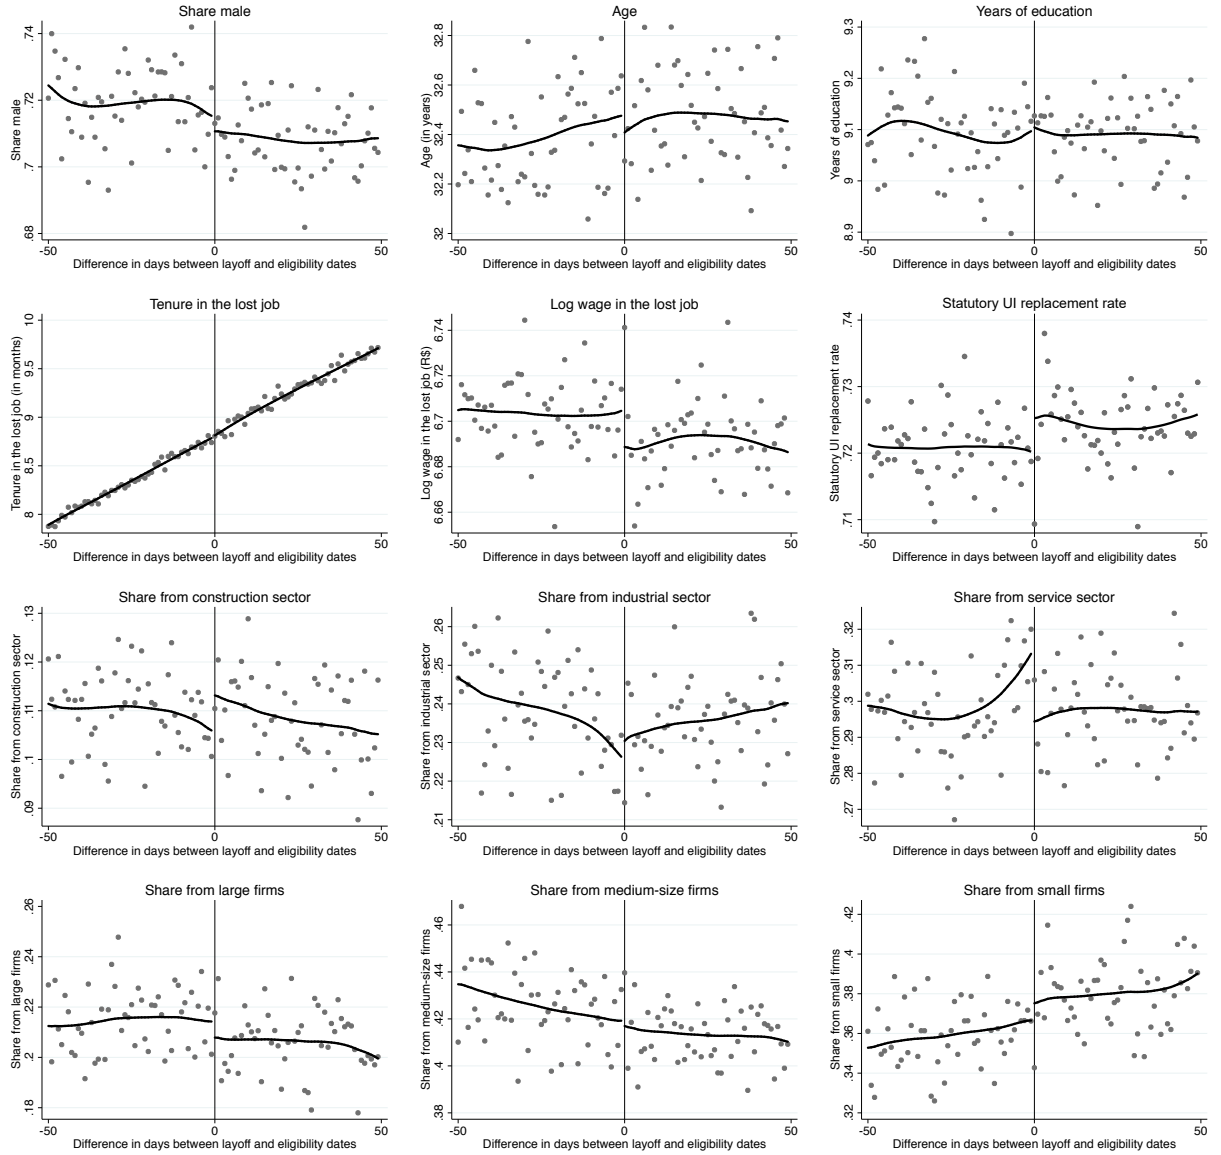 Share male
Share male
.74
.72
.7
.68
-50 0 50
Difference in days between layoff and eligibility dates
Age
Age (in years)
32.8
32.6
32.4
32.2
32
-50 0 50
Difference in days between layoff and eligibility dates
Years of education
Years of education
9.3
9.2
9.1
9
8.9
-50 0 50
Difference in days between layoff and eligibility dates
Tenure in the lost job
Tenure in the lost job (in months)
10
9.5
9
8.5
8
-50 0 50
Difference in days between layoff and eligibility dates
Log wage in the lost job
Log wage in the lost job (R$)
6.74
6.72
6.7
6.68
6.66
-50 0 50
Difference in days between layoff and eligibility dates
Statutory UI replacement rate
Statutory UI replacement rate
.74
.73
.72
.71
-50 0 50
Difference in days between layoff and eligibility dates
Share from construction sector
Share from construction sector
.13
.12
.11
.1
.09
-50 0 50
Difference in days between layoff and eligibility dates
Share from industrial sector
Share from industrial sector
.26
.25
.24
.23
.22
.21
-50 0 50
Difference in days between layoff and eligibility dates
Share from service sector
Share from service sector
.32
.31
.3
.29
.28
.27
-50 0 50
Difference in days between layoff and eligibility dates
Share from large firms
Share from large firms
.26
.24
.22
.2
.18
-50 0 50
Difference in days between layoff and eligibility dates
Share from medium-size firms
Share from medium-size firms
.46
.44
.42
.4
.38
-50 0 50
Difference in days between layoff and eligibility dates
Share from small firms
Share from small firms
.42
.4
.38
.36
.34
.32
-50 0 50
Difference in days between layoff and eligibility dates